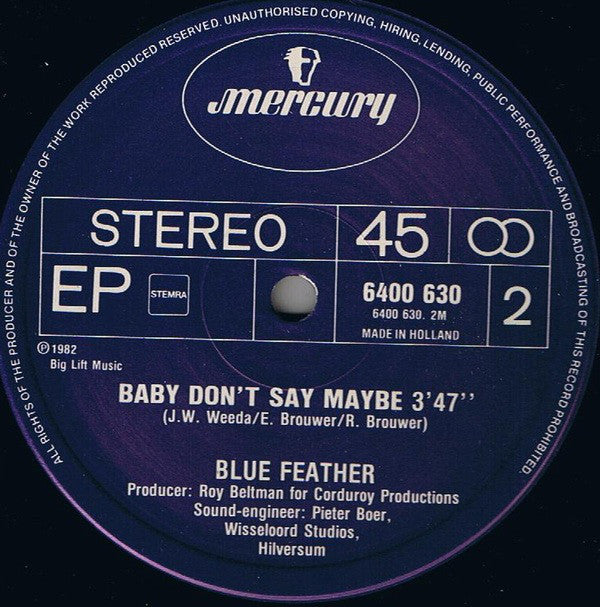 ALL RIGHTS OF THE PRODUCER AND OF THE OWNER OF THE WORK REPRODUCED RESERVED. UNAUTHORISED COPYING, HIRING, LENDING, PUBLIC PERFORMANCE AND BROADCASTING OF THIS RECORD PROHIBITED.
mercury
STEREO 45
EP STEMRA 6400 630 2
6400 630. 2M
MADE IN HOLLAND
Ⓟ 1982
Big Lift Music
BABY DON'T SAY MAYBE 3'47''
(J.W. Weeda/E. Brouwer/R. Brouwer)
BLUE FEATHER
Producer: Roy Beltman for Corduroy Productions
Sound-engineer: Pieter Boer,
Wisseloord Studios,
Hilversum